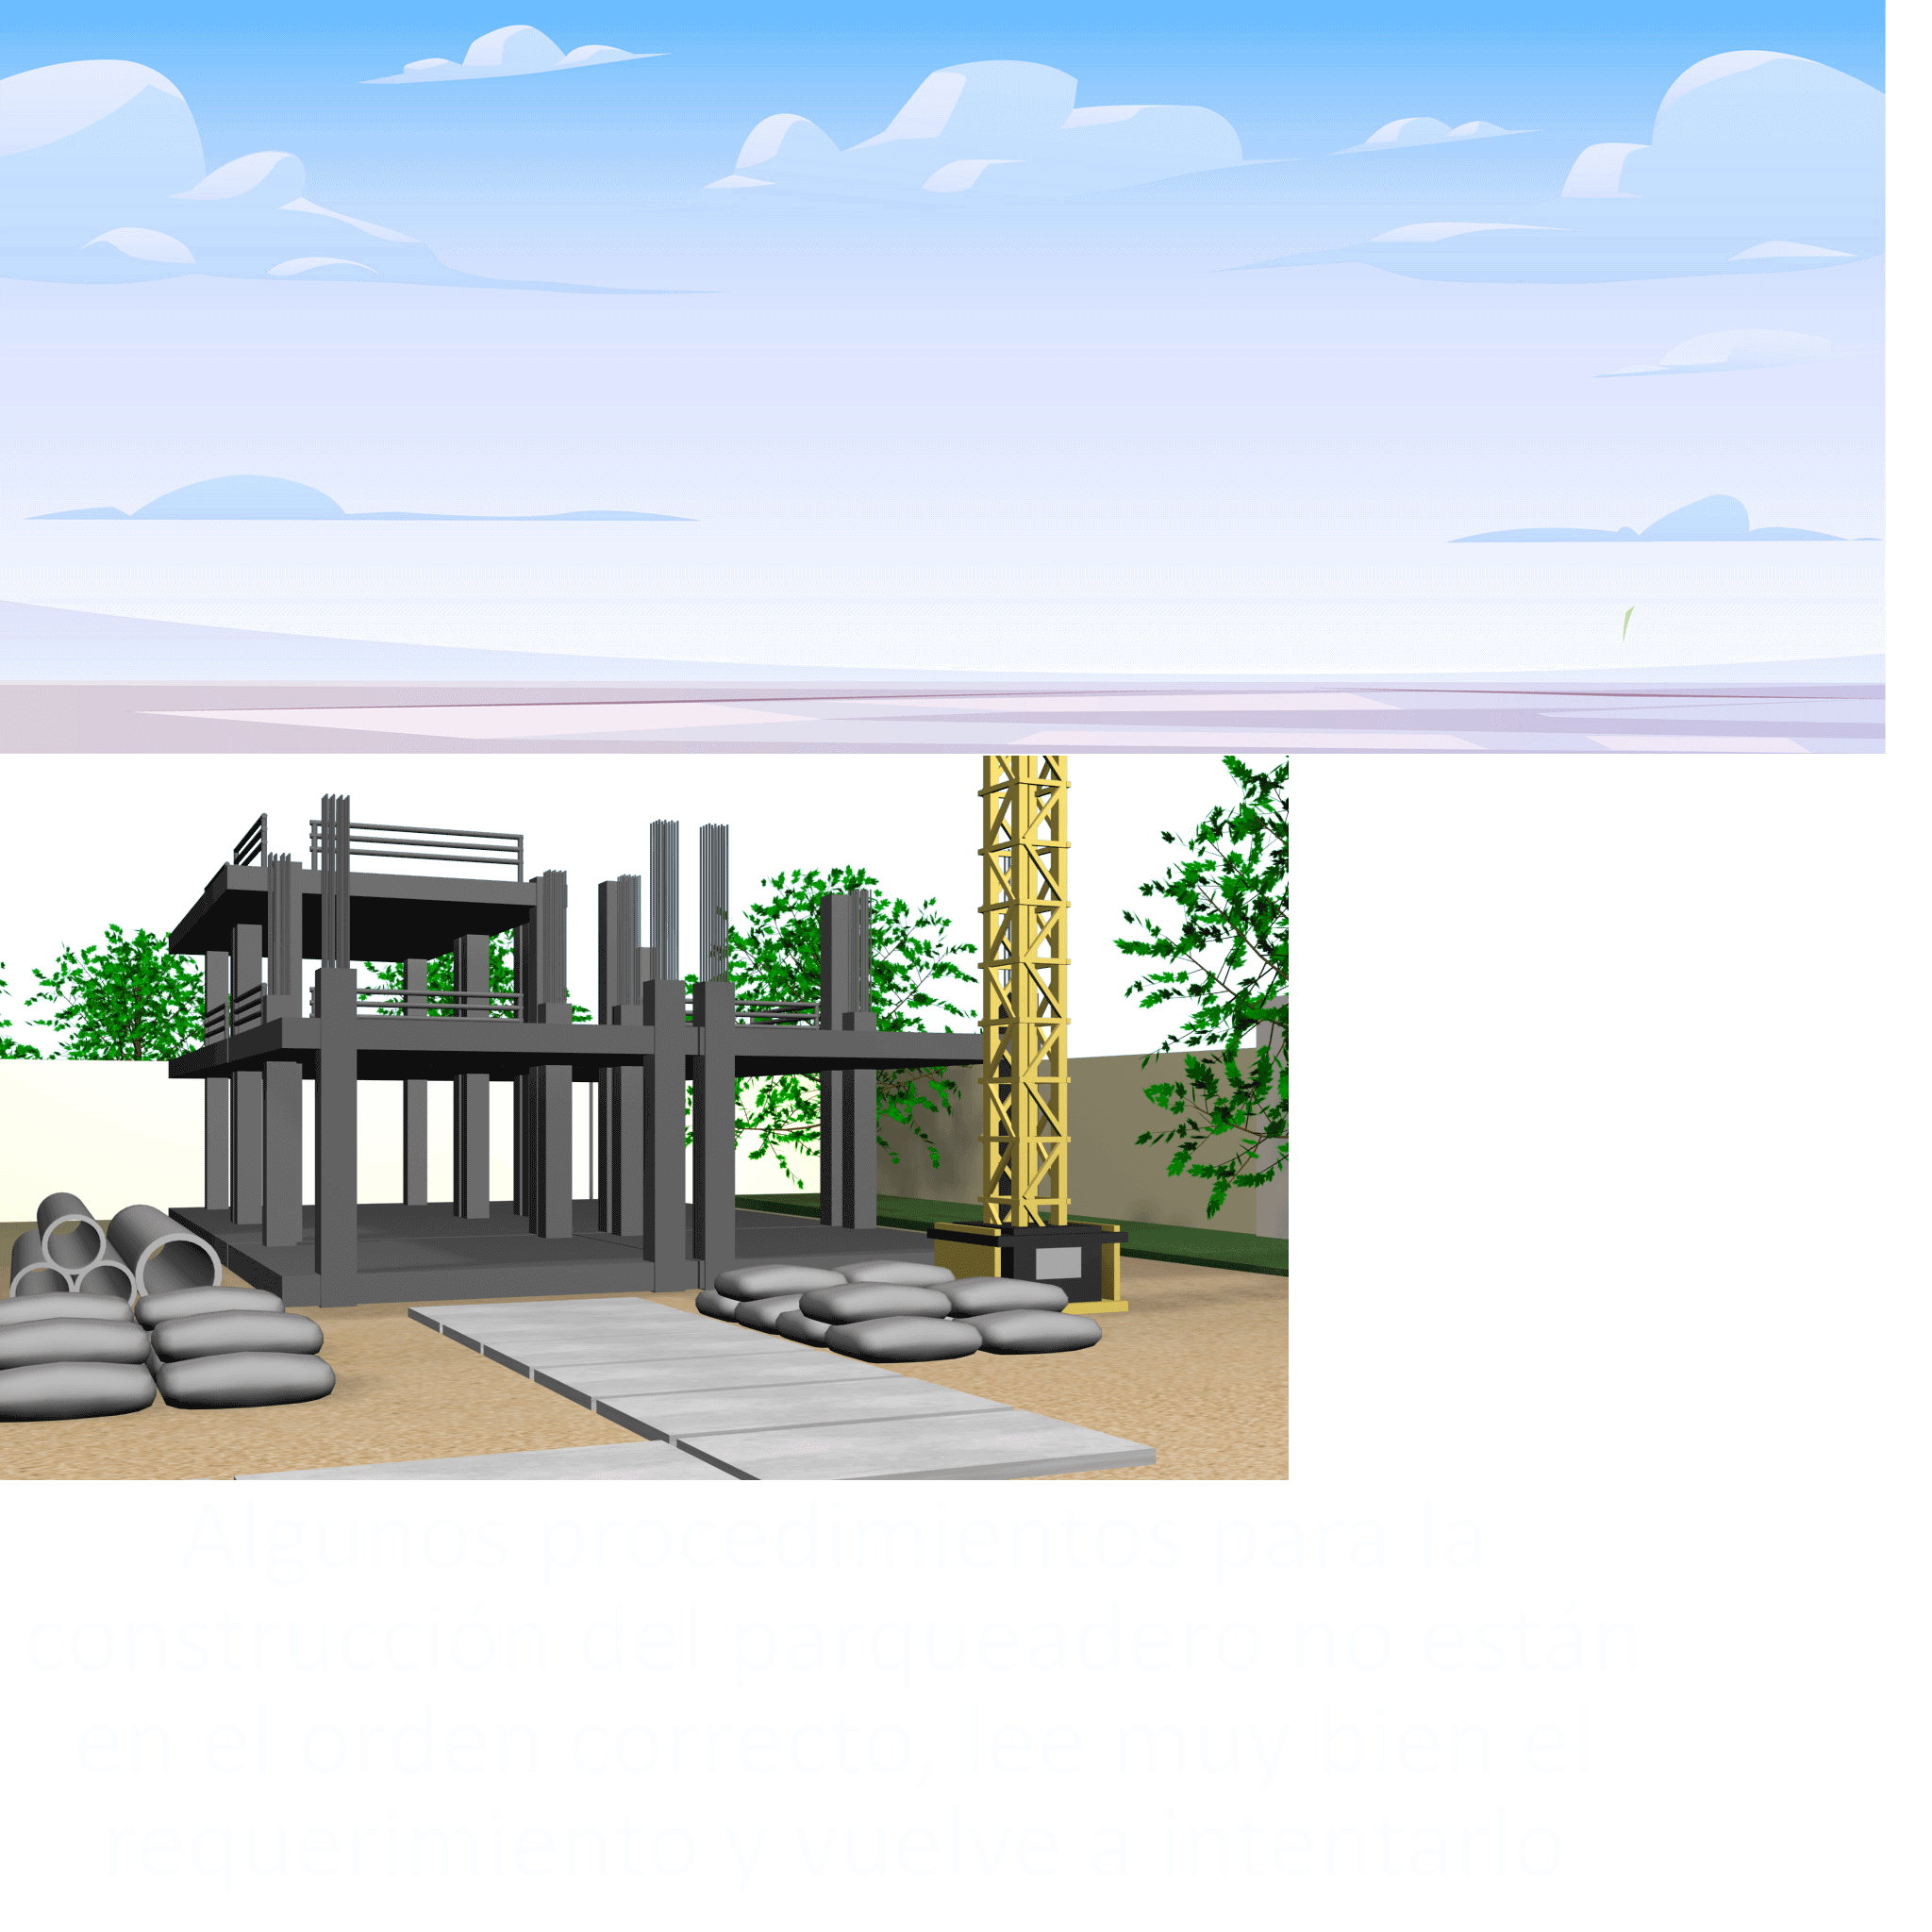 Algunos procedimientos para la
construcción del parqueadero no están
en el orden correcto, lee muy bien el
requerimiento y vuelve a intentarlo